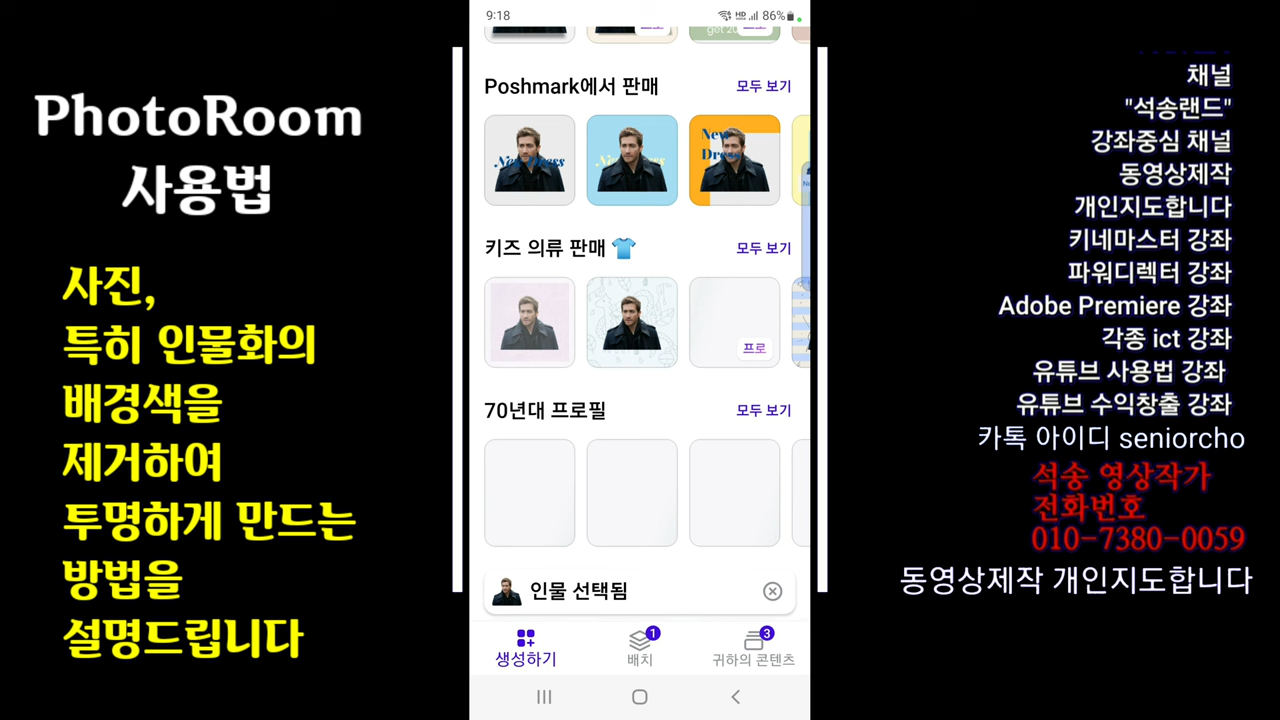 PhotoRoom
사용법
사진,
특히 인물화의
배경색을
제거하여
투명하게 만드는
방법을
설명드립니다
9:18
86%
Poshmark에서 판매
모두 보기
New Dress
New
Dress
키즈 의류 판매
모두 보기
프로
70년대 프로필
모두 보기
인물 선택됨
생성하기
1
배치
3
귀하의 콘텐츠
채널
"석송랜드"
강좌중심 채널
동영상제작
개인지도합니다
키네마스터 강좌
파워디렉터 강좌
Adobe Premiere 강좌
각종 ict 강좌
유튜브 사용법 강좌
유튜브 수익창출 강좌
카톡 아이디 seniorcho
석송 영상작가
전화번호
010-7380-0059
동영상제작 개인지도합니다